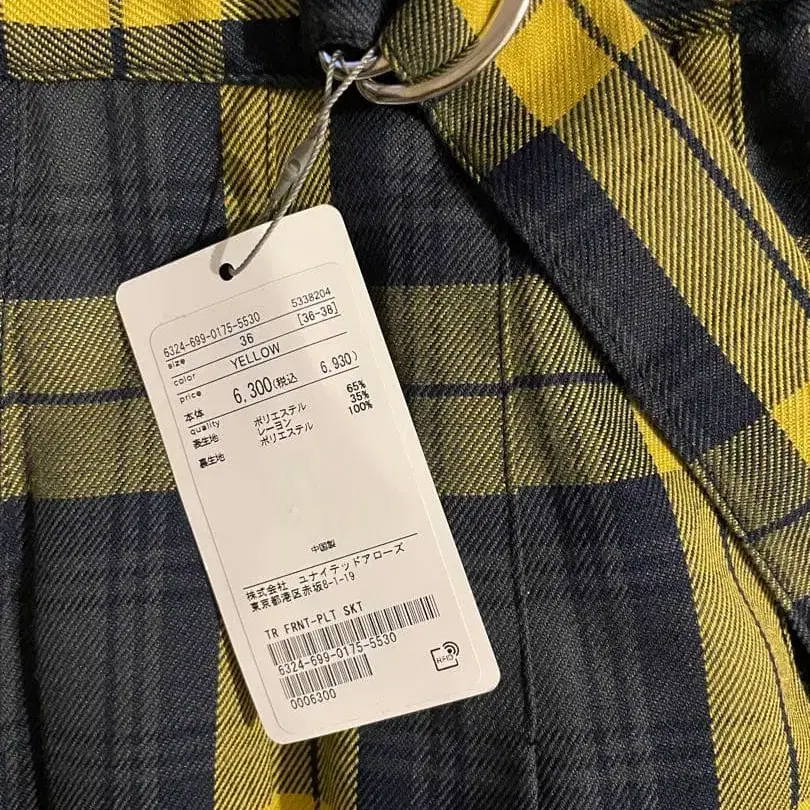 6324-699-0175-5530 5338204
size 36 [36-38]
color YELLOW
price
本体 6,300(税込 6,930)
quality
表生地 ポリエステル 65%
レーヨン 35%
裏生地 ポリエステル 100%
中国製
株式会社 ユナイテッドアローズ
東京都港区赤坂8-1-19
TR FRNT-PLT SKT
6324-699-0175-5530
0006300
RFID